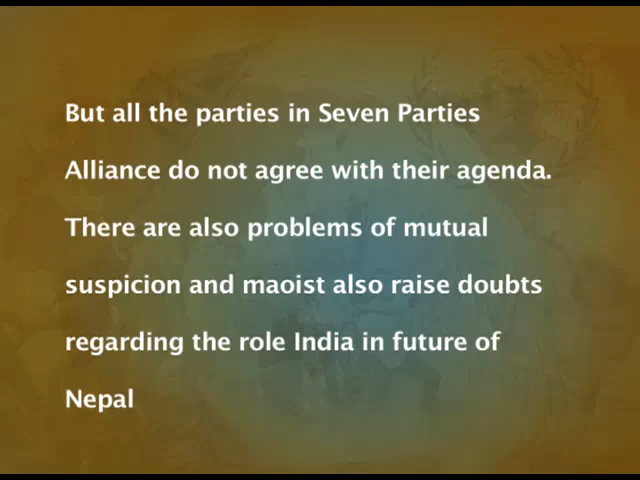 But all the parties in Seven Parties
Alliance do not agree with their agenda.
There are also problems of mutual
suspicion and maoist also raise doubts
regarding the role India in future of
Nepal